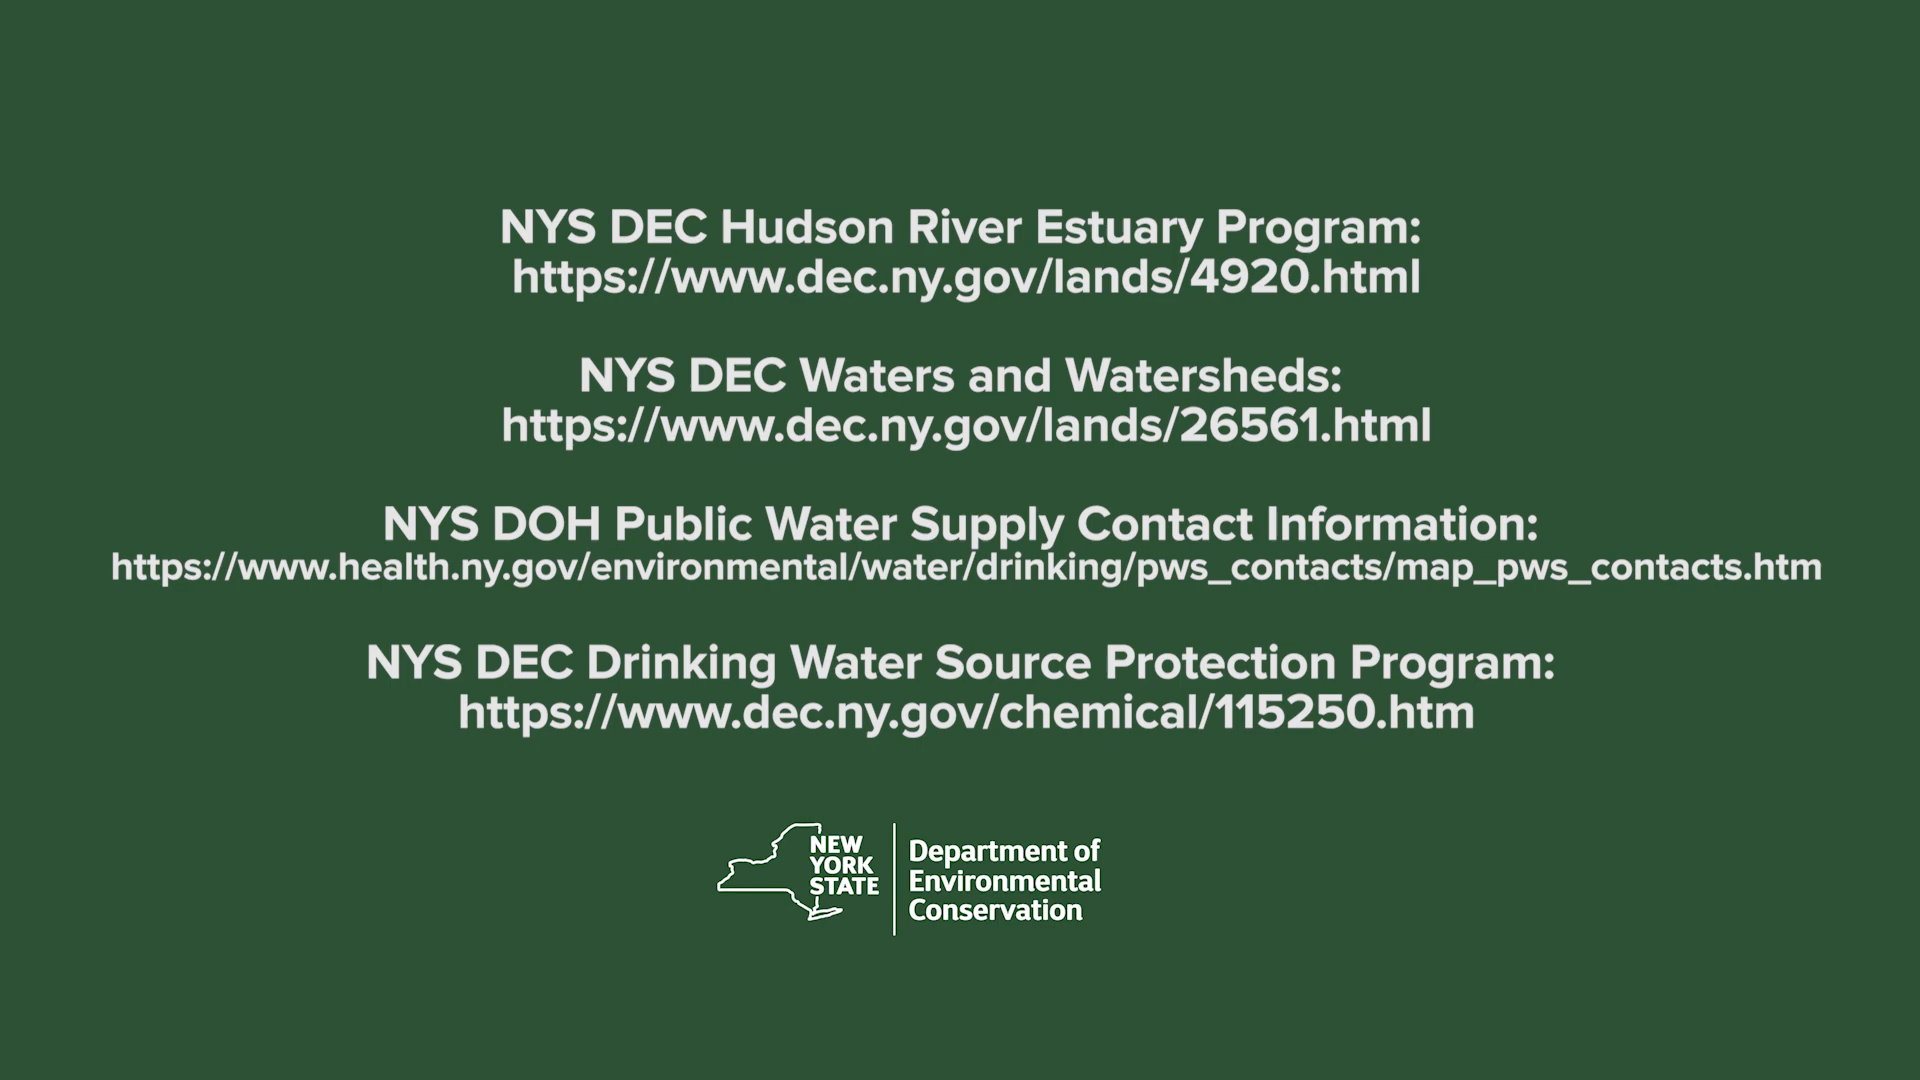 NYS DEC Hudson River Estuary Program:
https://www.dec.ny.gov/lands/4920.html
NYS DEC Waters and Watersheds:
https://www.dec.ny.gov/lands/26561.html
NYS DOH Public Water Supply Contact Information:
https://www.health.ny.gov/environmental/water/drinking/pws_contacts/map_pws_contacts.htm
NYS DEC Drinking Water Source Protection Program:
https://www.dec.ny.gov/chemical/115250.htm
NEW
YORK
STATE
Department of
Environmental
Conservation